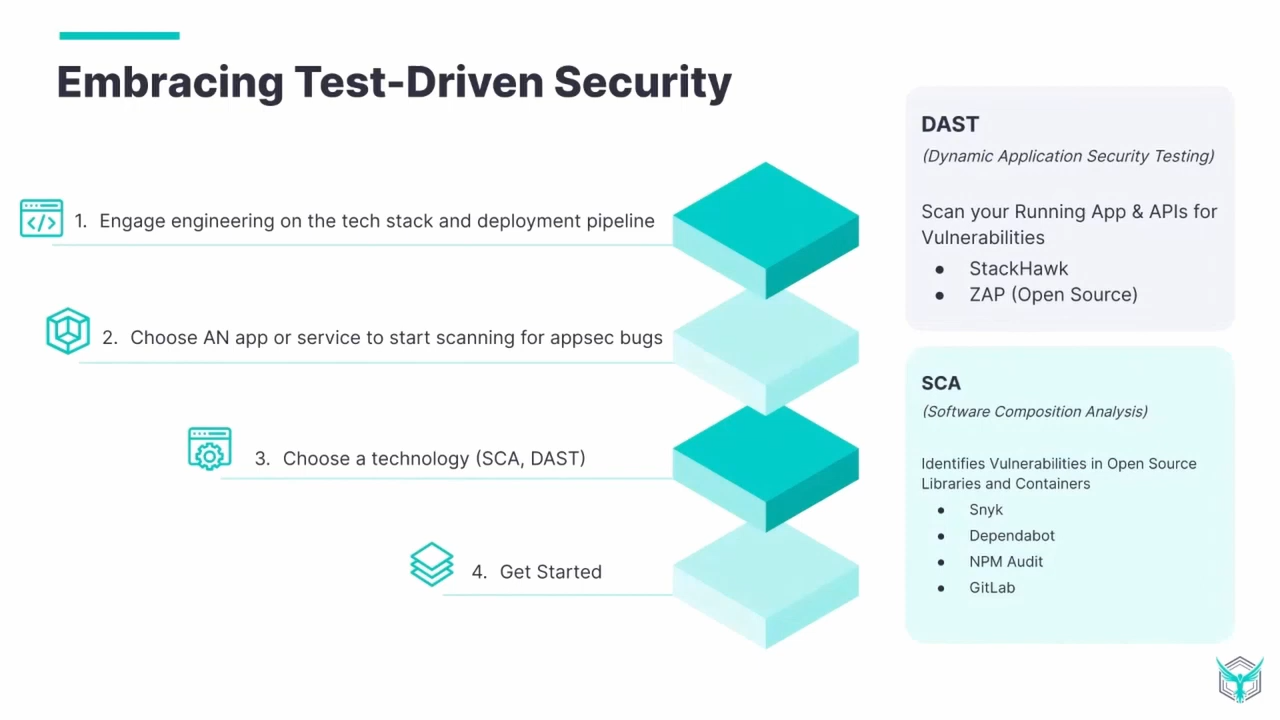 Embracing Test-Driven Security
1. Engage engineering on the tech stack and deployment pipeline
2. Choose AN app or service to start scanning for appsec bugs
3. Choose a technology (SCA, DAST)
4. Get Started
DAST
(Dynamic Application Security Testing)
Scan your Running App & APIs for
Vulnerabilities
● StackHawk
● ZAP (Open Source)
SCA
(Software Composition Analysis)
Identifies Vulnerabilities in Open Source
Libraries and Containers
● Snyk
● Dependabot
● NPM Audit
● GitLab